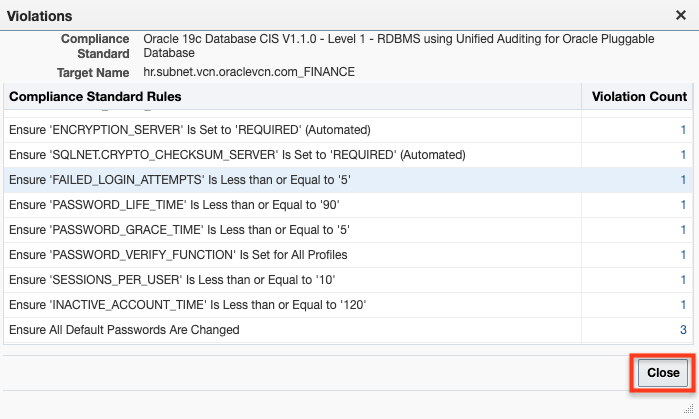 Violations
Compliance Standard Oracle 19c Database CIS V1.1.0 - Level 1 - RDBMS using Unified Auditing for Oracle Pluggable Database
Target Name hr.subnet.vcn.oraclevcn.com_FINANCE
Compliance Standard Rules Violation Count
Ensure 'ENCRYPTION_SERVER' Is Set to 'REQUIRED' (Automated) 1
Ensure 'SQLNET.CRYPTO_CHECKSUM_SERVER' Is Set to 'REQUIRED' (Automated) 1
Ensure 'FAILED_LOGIN_ATTEMPTS' Is Less than or Equal to '5' 1
Ensure 'PASSWORD_LIFE_TIME' Is Less than or Equal to '90' 1
Ensure 'PASSWORD_GRACE_TIME' Is Less than or Equal to '5' 1
Ensure 'PASSWORD_VERIFY_FUNCTION' Is Set for All Profiles 1
Ensure 'SESSIONS_PER_USER' Is Less than or Equal to '10' 1
Ensure 'INACTIVE_ACCOUNT_TIME' Is Less than or Equal to '120' 1
Ensure All Default Passwords Are Changed 3
Close